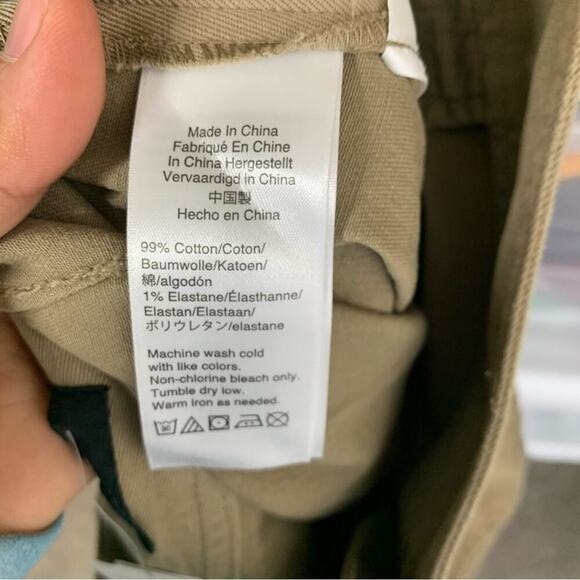 Made In China
Fabriqué En Chine
In China Hergestellt
Vervaardigd in China
中国製
Hecho en China
99% Cotton/Coton/
Baumwolle/Katoen/
綿/algodón
1% Elastane/Élasthanne/
Elastan/Elastaan/
ポリウレタン/elastane
Machine wash cold
with like colors.
Non-chlorine bleach only.
Tumble dry low.
Warm iron as needed.